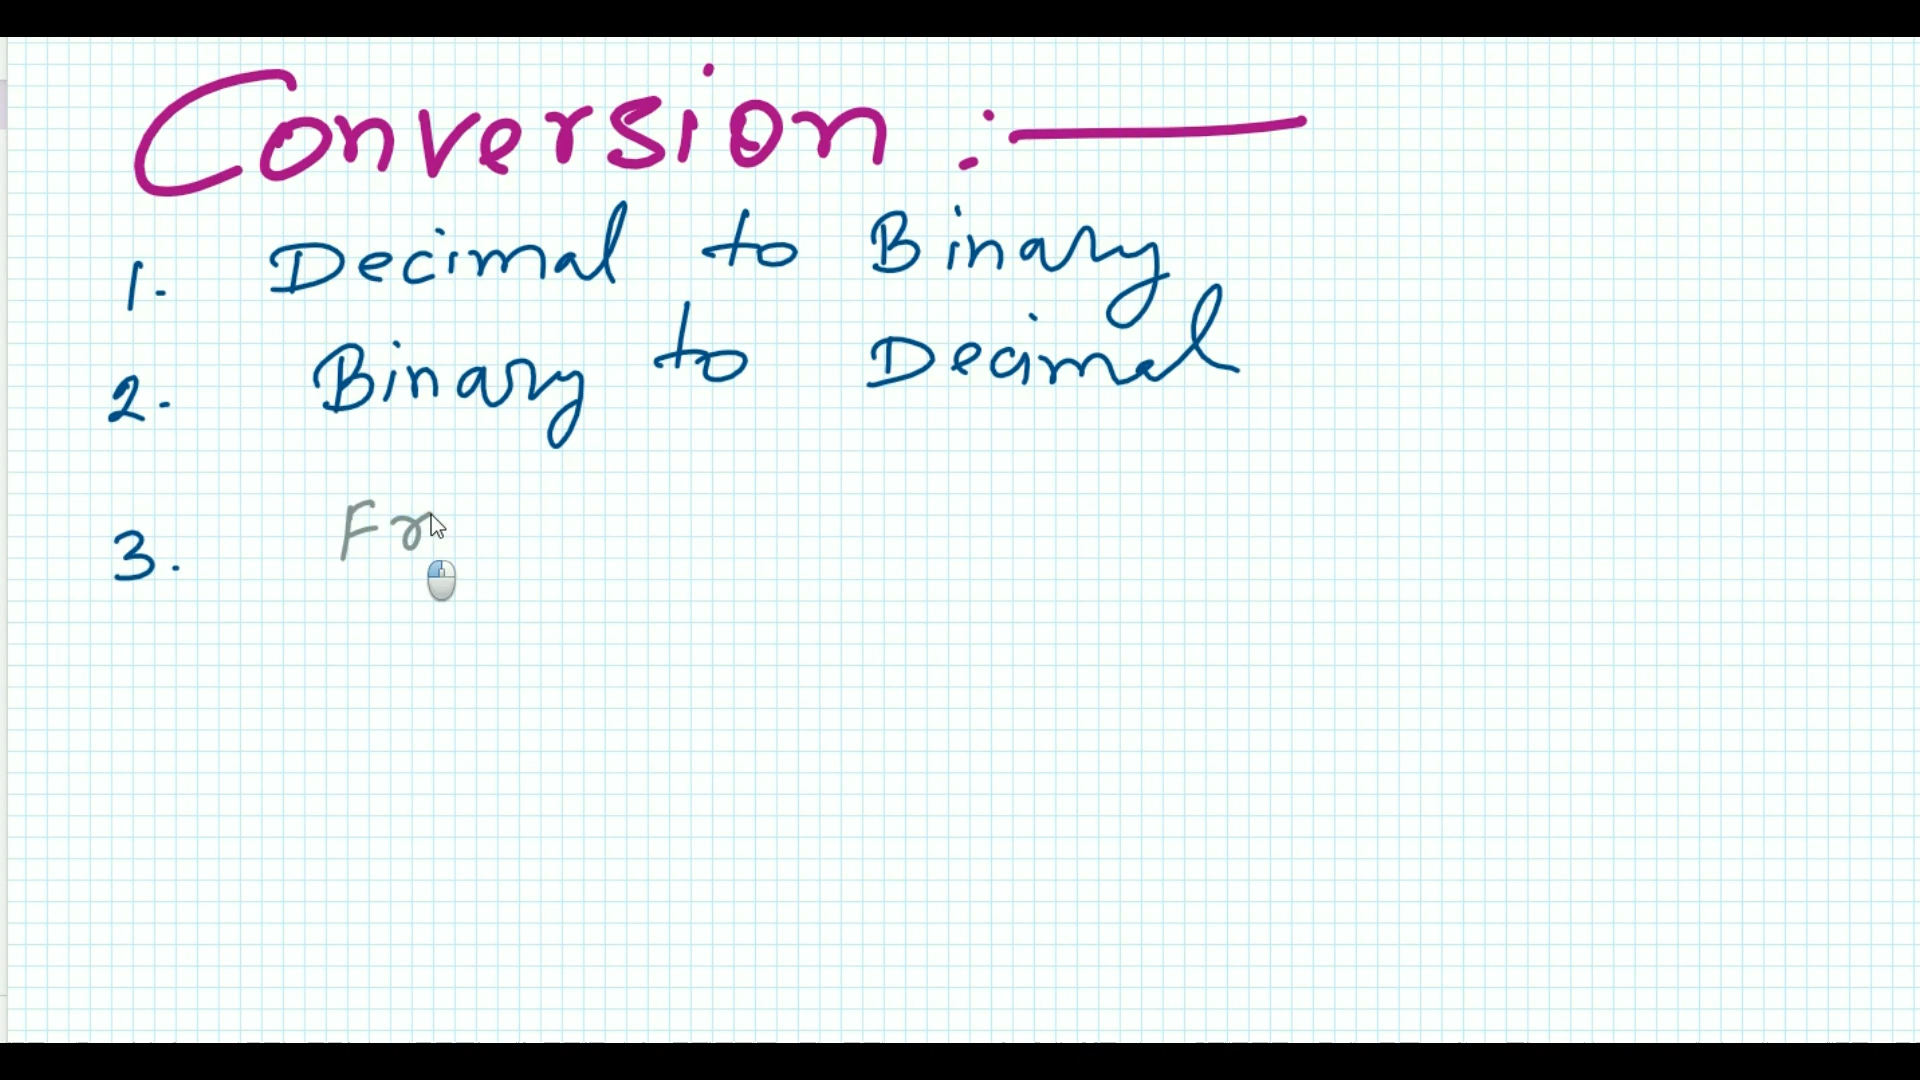 Conversion :-
1. Decimal to Binary
2. Binary to Decimal
3. Fr